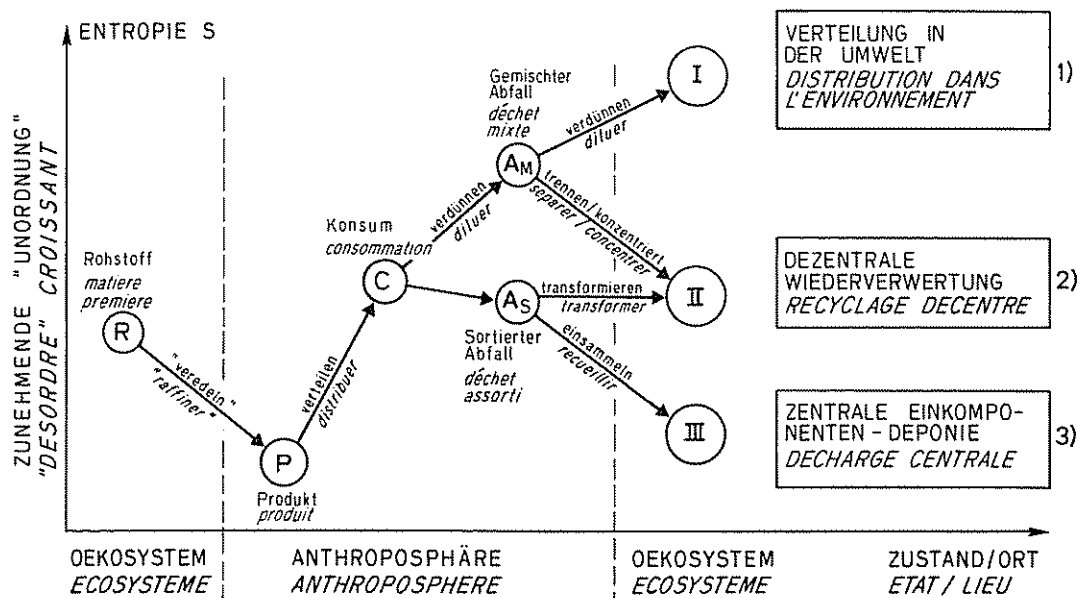 ENTROPIE S
ZUNEHMENDE "UNORDNUNG"
"DESORDRE" CROISSANT
Rohstoff
matiere
premiere
R
"veredeln"
"raffiner"
P
Produkt
produit
verteilen
distribuer
Konsum
consommation
C
verdünnen
diluer
Gemischter
Abfall
déchet
mixte
AM
verdünnen
diluer
trennen/konzentriert
separer/concentrer
AS
Sortierter
Abfall
déchet
assorti
transformieren
transformer
einsammeln
recueillir
I
II
III
VERTEILUNG IN
DER UMWELT
DISTRIBUTION DANS
L'ENVIRONNEMENT
1)
DEZENTRALE
WIEDERVERWERTUNG
RECYCLAGE DECENTRE
2)
ZENTRALE EINKOMPO-
NENTEN-DEPONIE
DECHARGE CENTRALE
3)
OEKOSYSTEM
ECOSYSTEME
ANTHROPOSPHÄRE
ANTHROPOSPHERE
OEKOSYSTEM
ECOSYSTEME
ZUSTAND/ORT
ETAT/LIEU